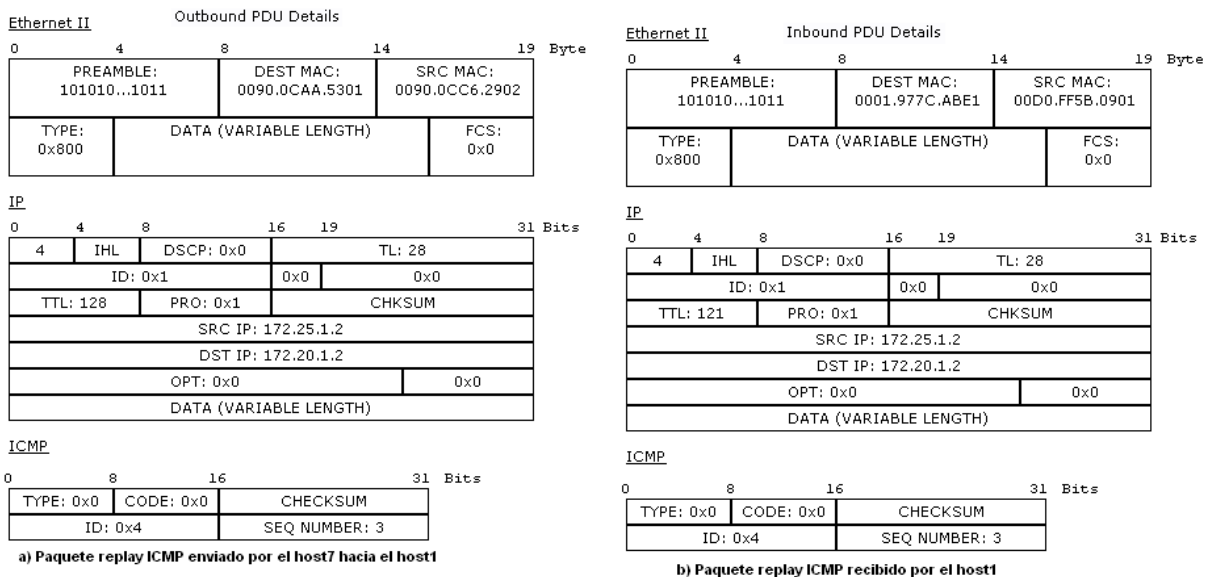 Outbound PDU Details
Ethernet II
0 4 8 14 19 Byte
PREAMBLE: DEST MAC: SRC MAC:
101010...1011 0090.0CAA.5301 0090.0CC6.2902
TYPE: DATA (VARIABLE LENGTH) FCS:
0x800 0x0
IP
0 4 8 16 19 31 Bits
4 IHL DSCP: 0x0 TL: 28
ID: 0x1 0x0 0x0
TTL: 128 PRO: 0x1 CHKSUM
SRC IP: 172.25.1.2
DST IP: 172.20.1.2
OPT: 0x0 0x0
DATA (VARIABLE LENGTH)
ICMP
0 8 16 31 Bits
TYPE: 0x0 CODE: 0x0 CHECKSUM
ID: 0x4 SEQ NUMBER: 3
a) Paquete replay ICMP enviado por el host7 hacia el host1
Inbound PDU Details
Ethernet II
0 4 8 14 19 Byte
PREAMBLE: DEST MAC: SRC MAC:
101010...1011 0001.977C.ABE1 00D0.FF5B.0901
TYPE: DATA (VARIABLE LENGTH) FCS:
0x800 0x0
IP
0 4 8 16 19 31 Bits
4 IHL DSCP: 0x0 TL: 28
ID: 0x1 0x0 0x0
TTL: 121 PRO: 0x1 CHKSUM
SRC IP: 172.25.1.2
DST IP: 172.20.1.2
OPT: 0x0 0x0
DATA (VARIABLE LENGTH)
ICMP
0 8 16 31 Bits
TYPE: 0x0 CODE: 0x0 CHECKSUM
ID: 0x4 SEQ NUMBER: 3
b) Paquete replay ICMP recibido por el host1